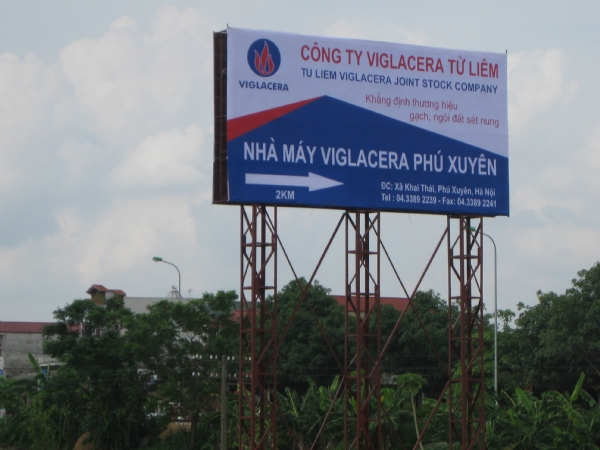 CÔNG TY VIGLACERA TỪ LIÊM
TU LIEM VIGLACERA JOINT STOCK COMPANY
VIGLACERA
Khẳng định thương hiệu
gạch, ngói đất sét nung
NHÀ MÁY VIGLACERA PHÚ XUYÊN
2KM
ĐC: Xã Khai Thái, Phú Xuyên, Hà Nội
Tel : 04.3389 2239 - Fax: 04.3389 2241